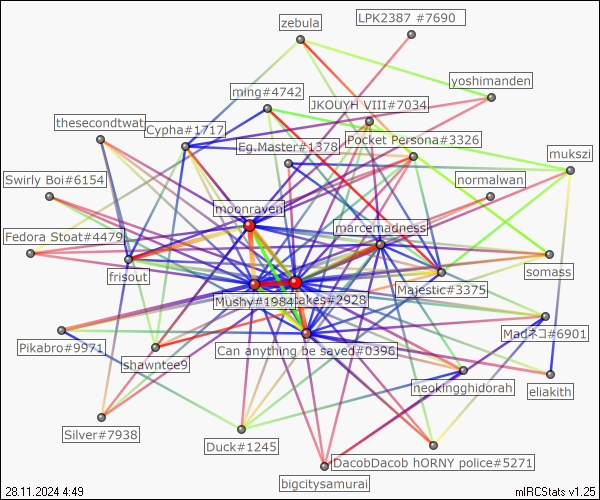 LPK2387 #7690
zebula
yoshimanden
ming#4742
JKOUYH VIII#7034
thesecondtwat
Cypha#1717
Pocket Persona#3326
Eg.Master#1378
mukszi
Swirly Boi#6154
normalwan
moonraven
marcemadness
Fedora Stoat#4479
somass
frisout
Majestic#3375
Mushy#1984
akes#2928
Mad#6901
Pikabro#9971
Can anything be saved#0396
shawntee9
neokingghidorah
eliakith
Silver#7938
Duck#1245
DacobDacob hORNY police#5271
bigcitysamurai
28.11.2024 4:49
mIRCStats v1.25